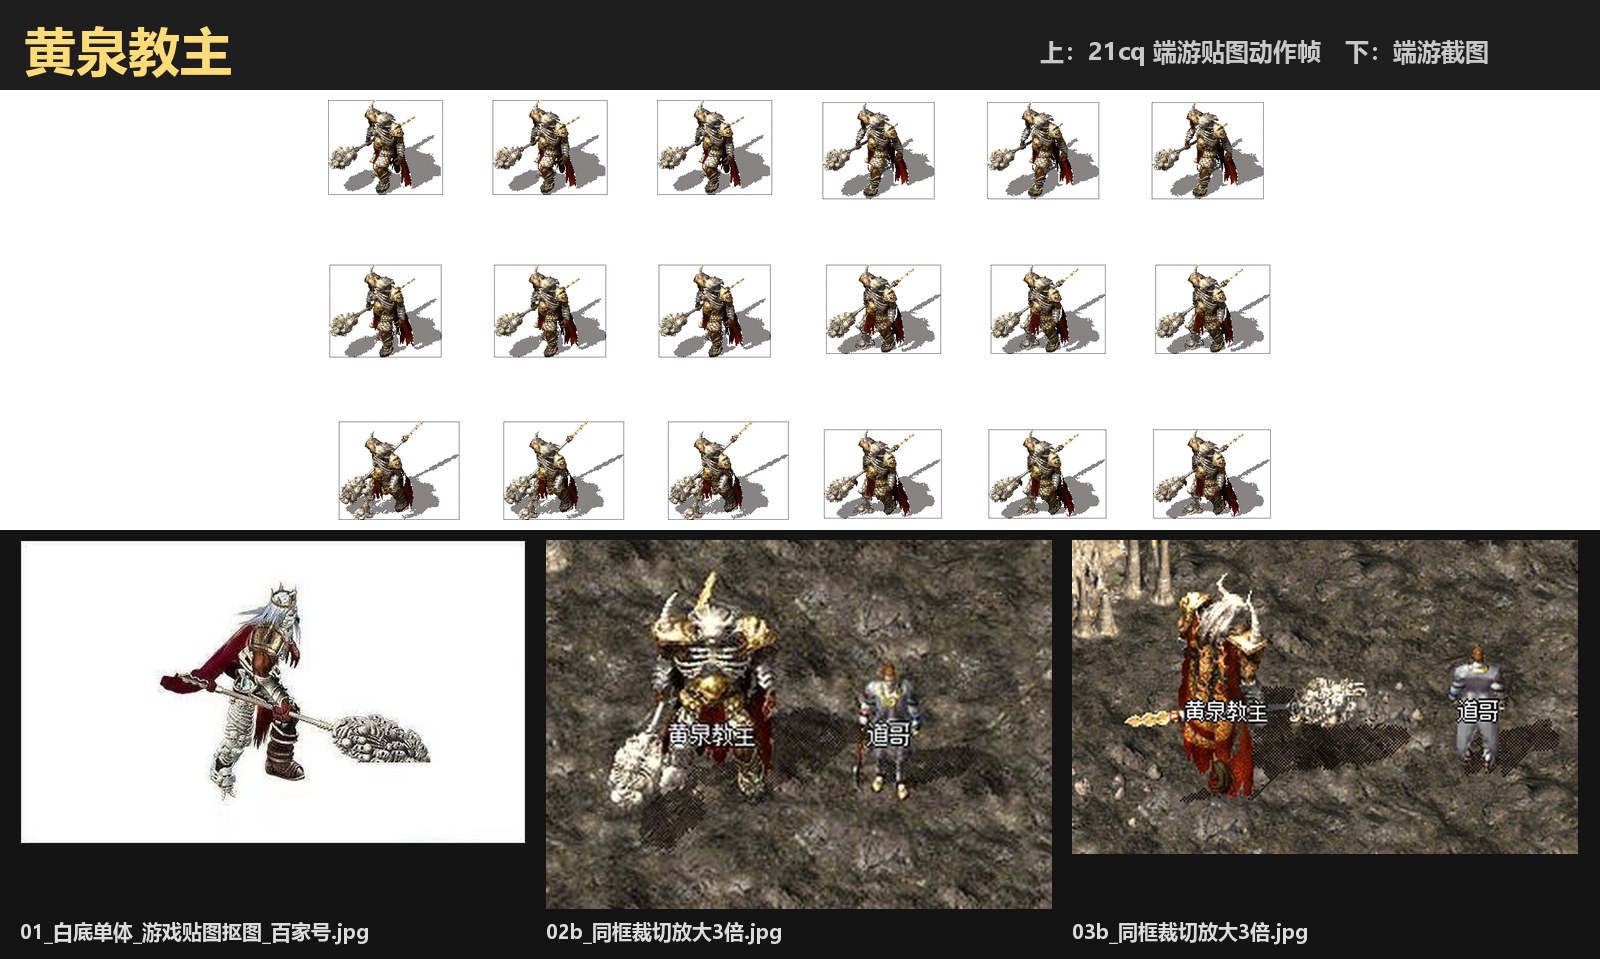 黄泉教主
上：21cq 端游贴图动作帧 下：端游截图
黄泉教主
道哥
黄泉教主
道哥
01_白底单体_游戏贴图抠图_百家号.jpg
02b_同框裁切放大3倍.jpg
03b_同框裁切放大3倍.jpg